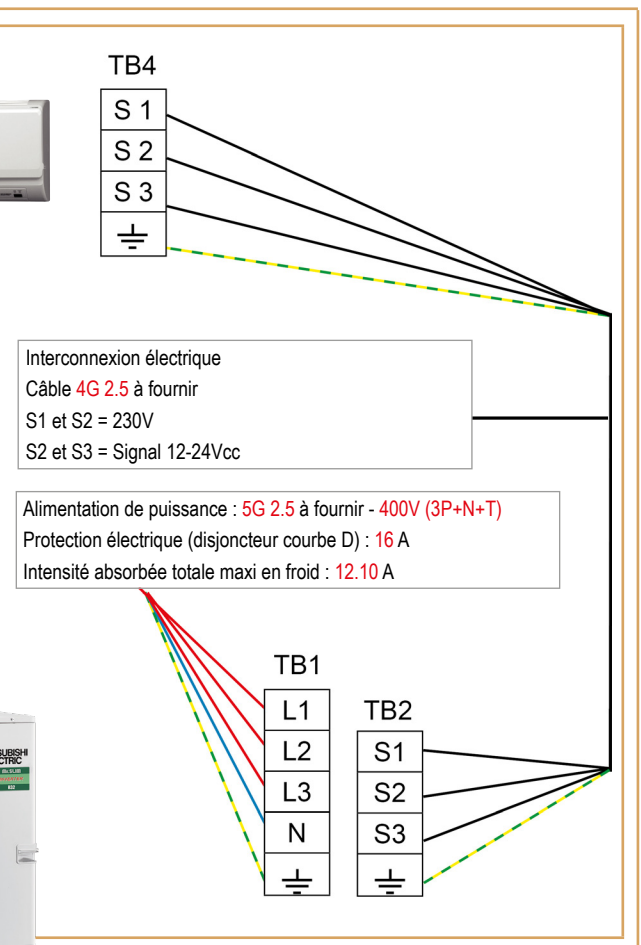 TB4
S 1
S 2
S 3
Interconnexion électrique
Câble 4G 2.5 à fournir
S1 et S2 = 230V
S2 et S3 = Signal 12-24Vcc
Alimentation de puissance : 5G 2.5 à fournir - 400V (3P+N+T)
Protection électrique (disjoncteur courbe D) : 16 A
Intensité absorbée totale maxi en froid : 12.10 A
TB1
L1
L2
L3
N
TB2
S1
S2
S3
UBISHI
CTRIC